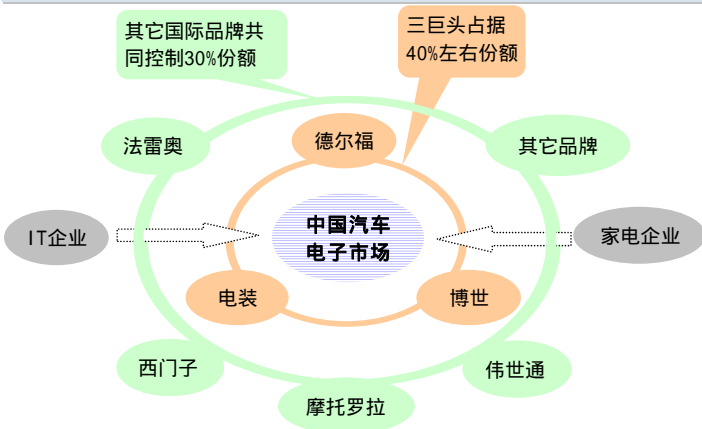 其它国际品牌共
同控制30%份额
三巨头占据
40%左右份额
德尔福
法雷奥
其它品牌
中国汽车
电子市场
IT企业
家电企业
电装
博世
西门子
伟世通
摩托罗拉